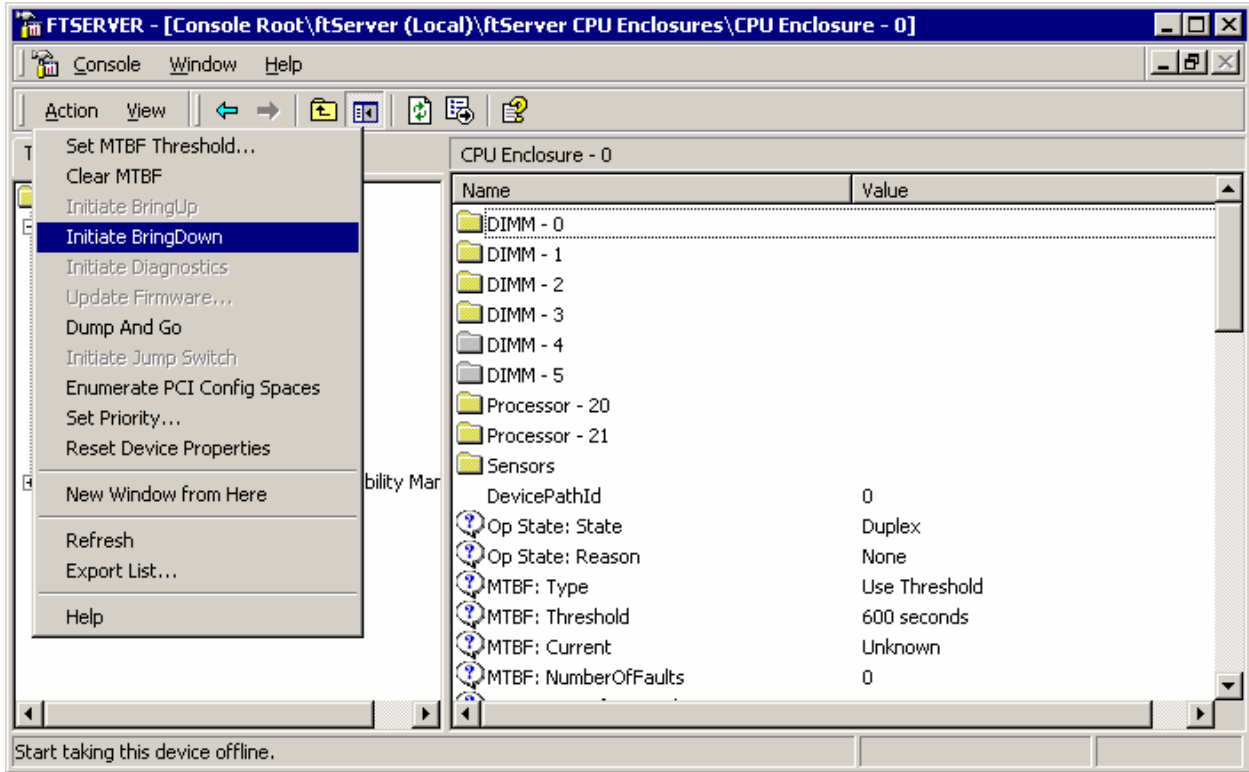 FTSERVER - [Console Root\ftServer (Local)\ftServer CPU Enclosures\CPU Enclosure - 0]
Console Window Help
Action View
Set MTBF Threshold...
Clear MTBF
Initiate BringUp
Initiate BringDown
Initiate Diagnostics
Update Firmware...
Dump And Go
Initiate Jump Switch
Enumerate PCI Config Spaces
Set Priority...
Reset Device Properties
New Window from Here
Refresh
Export List...
Help
bility Mar
CPU Enclosure - 0
Name Value
DIMM - 0
DIMM - 1
DIMM - 2
DIMM - 3
DIMM - 4
DIMM - 5
Processor - 20
Processor - 21
Sensors
DevicePathId 0
Op State: State Duplex
Op State: Reason None
MTBF: Type Use Threshold
MTBF: Threshold 600 seconds
MTBF: Current Unknown
MTBF: NumberOfFaults 0
Start taking this device offline.